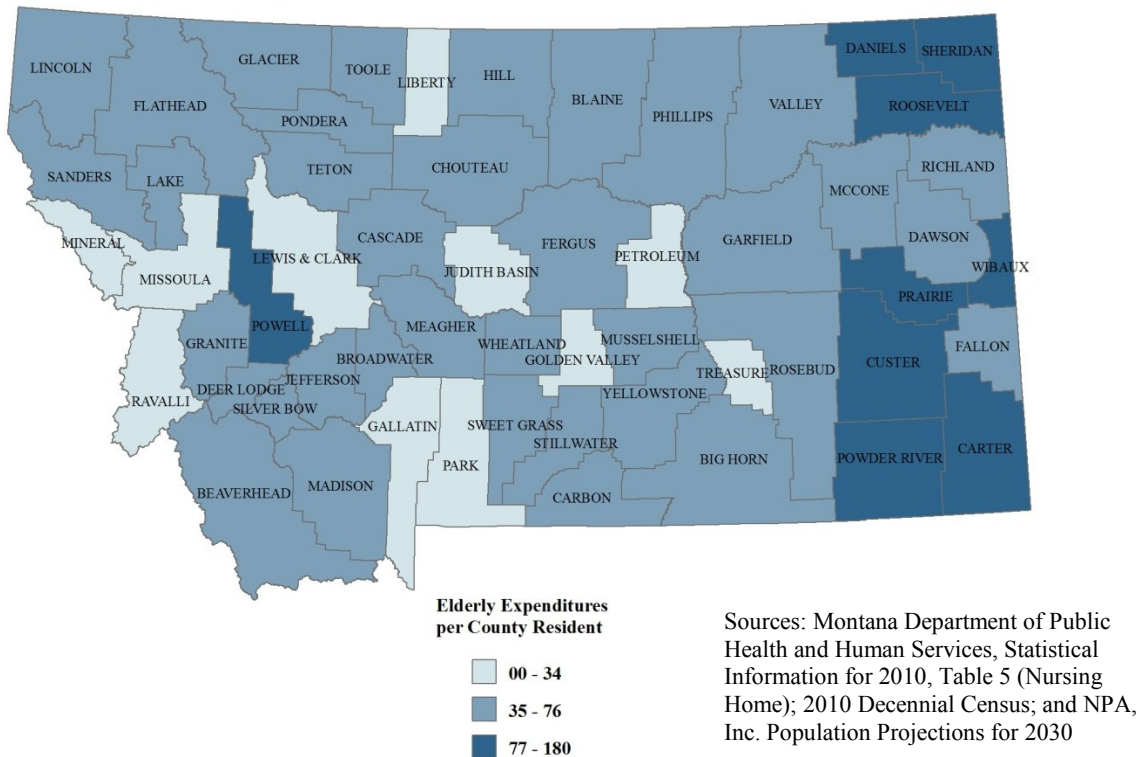 DANIELS
SHERIDAN
GLACIER
TOOLE
LIBERTY
HILL
LINCOLN
BLAINE
VALLEY
FLATHEAD
PHILLIPS
ROOSEVELT
PONDERA
RICHLAND
TETON
CHOUTEAU
SANDERS
LAKE
MCCONE
CASCADE
FERGUS
GARFIELD
DAWSON
MINERAL
LEWIS & CLARK
PETROLEUM
MISSOULA
JUDITH BASIN
WIBAUX
PRAIRIE
POWELL
MEAGHER
GRANITE
WHEATLAND
MUSSELSHELL
BROADWATER
GOLDEN VALLEY
FALLON
CUSTER
TREASURE
ROSEBUD
JEFFERSON
DEER LODGE
YELLOWSTONE
RAVALLI
SILVER BOW
GALLATIN
SWEET GRASS
STILLWATER
CARTER
PARK
BIG HORN
POWDER RIVER
MADISON
BEAVERHEAD
CARBON
Elderly Expenditures
per County Resident
00 - 34
35 - 76
77 - 180
Sources: Montana Department of Public
Health and Human Services, Statistical
Information for 2010, Table 5 (Nursing
Home); 2010 Decennial Census; and NPA,
Inc. Population Projections for 2030